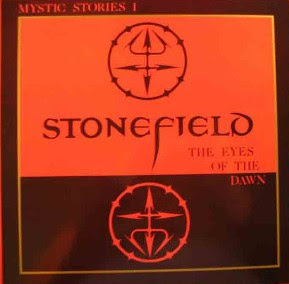 MYSTIC STORIES I
STONEFIELD
THE EYES
OF THE
DAWN